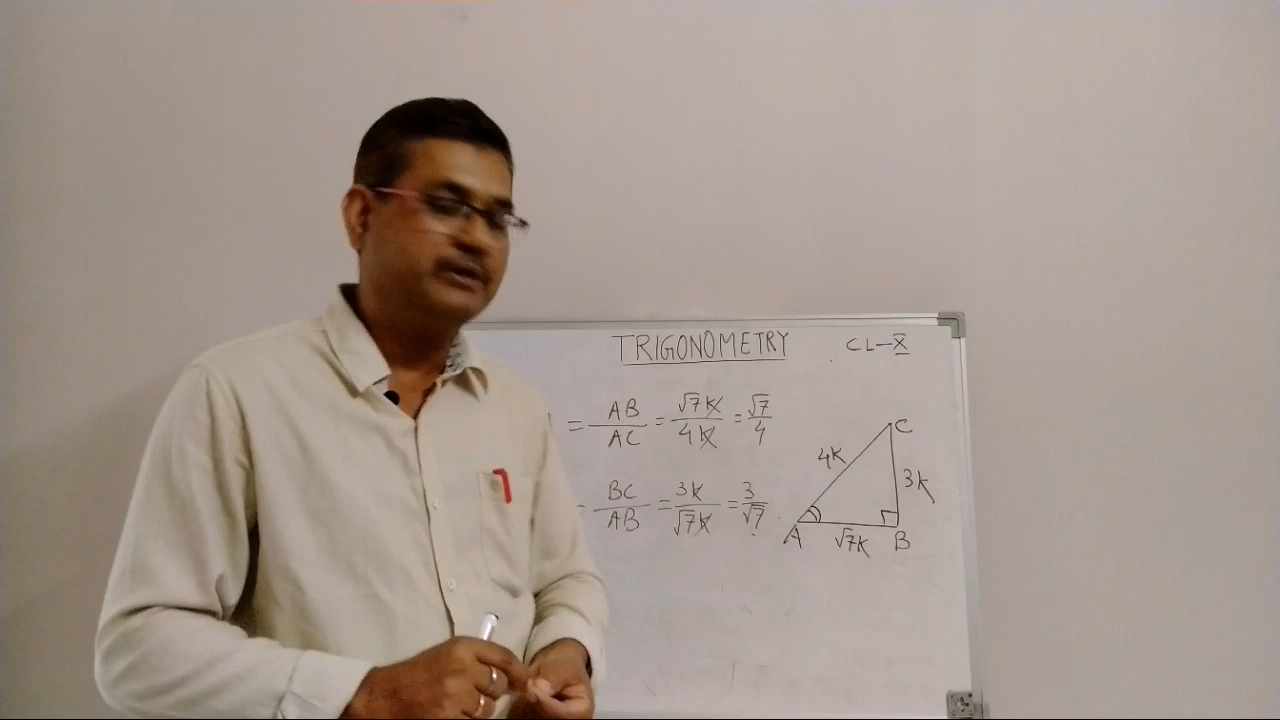 TRIGONOMETRY CL-X
= AB/AC = √7k/4k = √7/4
= BC/AB = 3k/√7k = 3/√7
C
4k
3k
A
√7k
B